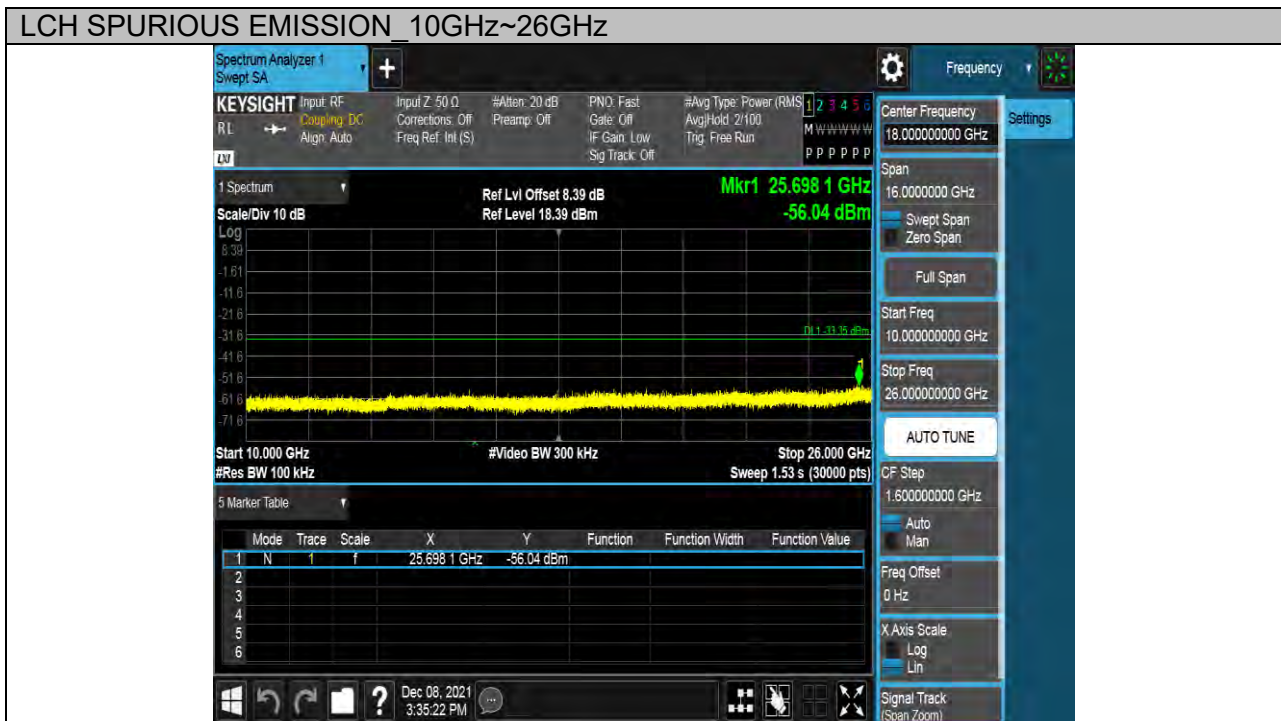 LCH SPURIOUS EMISSION_10GHz~26GHz
Spectrum Analyzer 1
Swept SA
Frequency
KEYSIGHT
RL
LXI
Input: RF
Coupling: DC
Align: Auto
Input Z: 50 Ω
Corrections: Off
Freq Ref: Int (S)
#Atten: 20 dB
Preamp: Off
PNO: Fast
Gate: Off
IF Gain: Low
Sig Track: Off
#Avg Type: Power (RMS
Avg|Hold: 2/100
Trig: Free Run
1 2 3 4 5 6
M W W W W W
P P P P P P
Center Frequency
18.000000000 GHz
Settings
1 Spectrum
Scale/Div 10 dB
Ref Lvl Offset 8.39 dB
Ref Level 18.39 dBm
Mkr1 25.698 1 GHz
-56.04 dBm
Log
8.39
-1.61
-11.6
-21.6
-31.6
-41.6
-51.6
-61.6
-71.6
DL1 -33.35 dBm
1
Start 10.000 GHz
#Res BW 100 kHz
#Video BW 300 kHz
Stop 26.000 GHz
Sweep 1.53 s (30000 pts)
Span
16.0000000 GHz
Swept Span
Zero Span
Full Span
Start Freq
10.000000000 GHz
Stop Freq
26.000000000 GHz
AUTO TUNE
CF Step
1.600000000 GHz
Auto
Man
Freq Offset
0 Hz
X Axis Scale
Log
Lin
Signal Track
(Span Zoom)
5 Marker Table
Mode Trace Scale X Y Function Function Width Function Value
1 N 1 f 25.698 1 GHz -56.04 dBm
2
3
4
5
6
Dec 08, 2021
3:35:22 PM